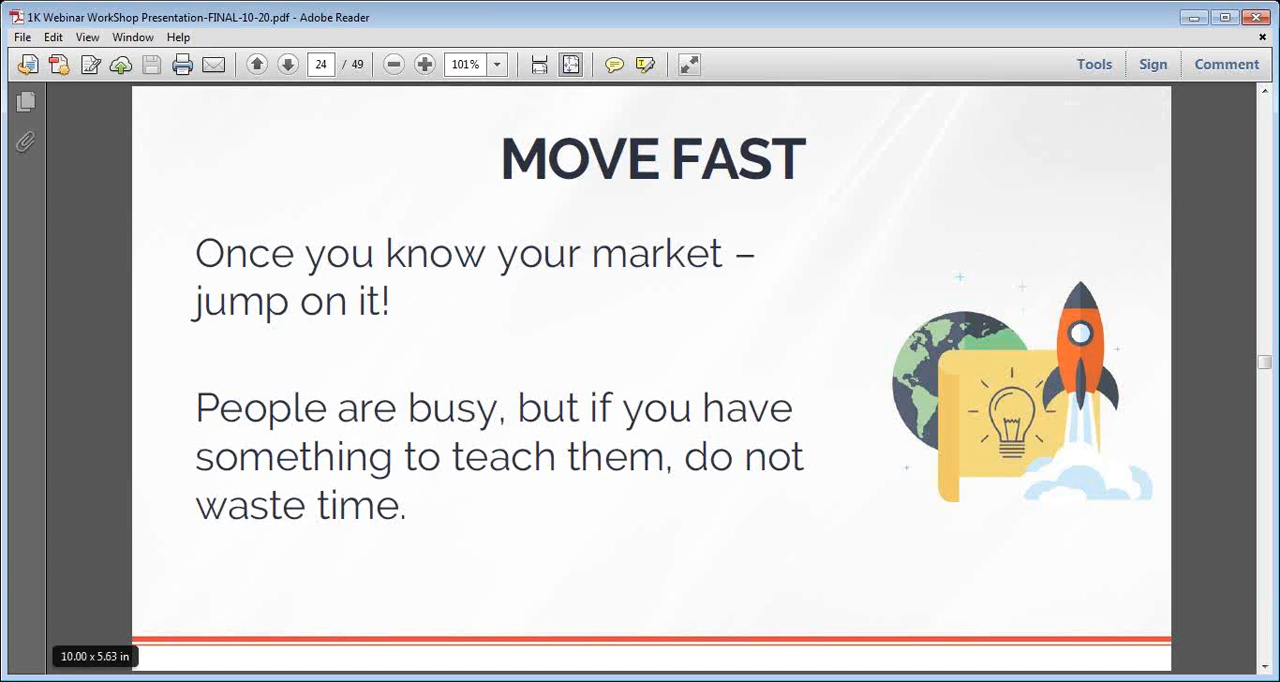 1K Webinar WorkShop Presentation-FINAL-10-20.pdf - Adobe Reader
File Edit View Window Help
24 / 49 101% Tools Sign Comment
MOVE FAST
Once you know your market –
jump on it!
People are busy, but if you have
something to teach them, do not
waste time.
10.00 x 5.63 in